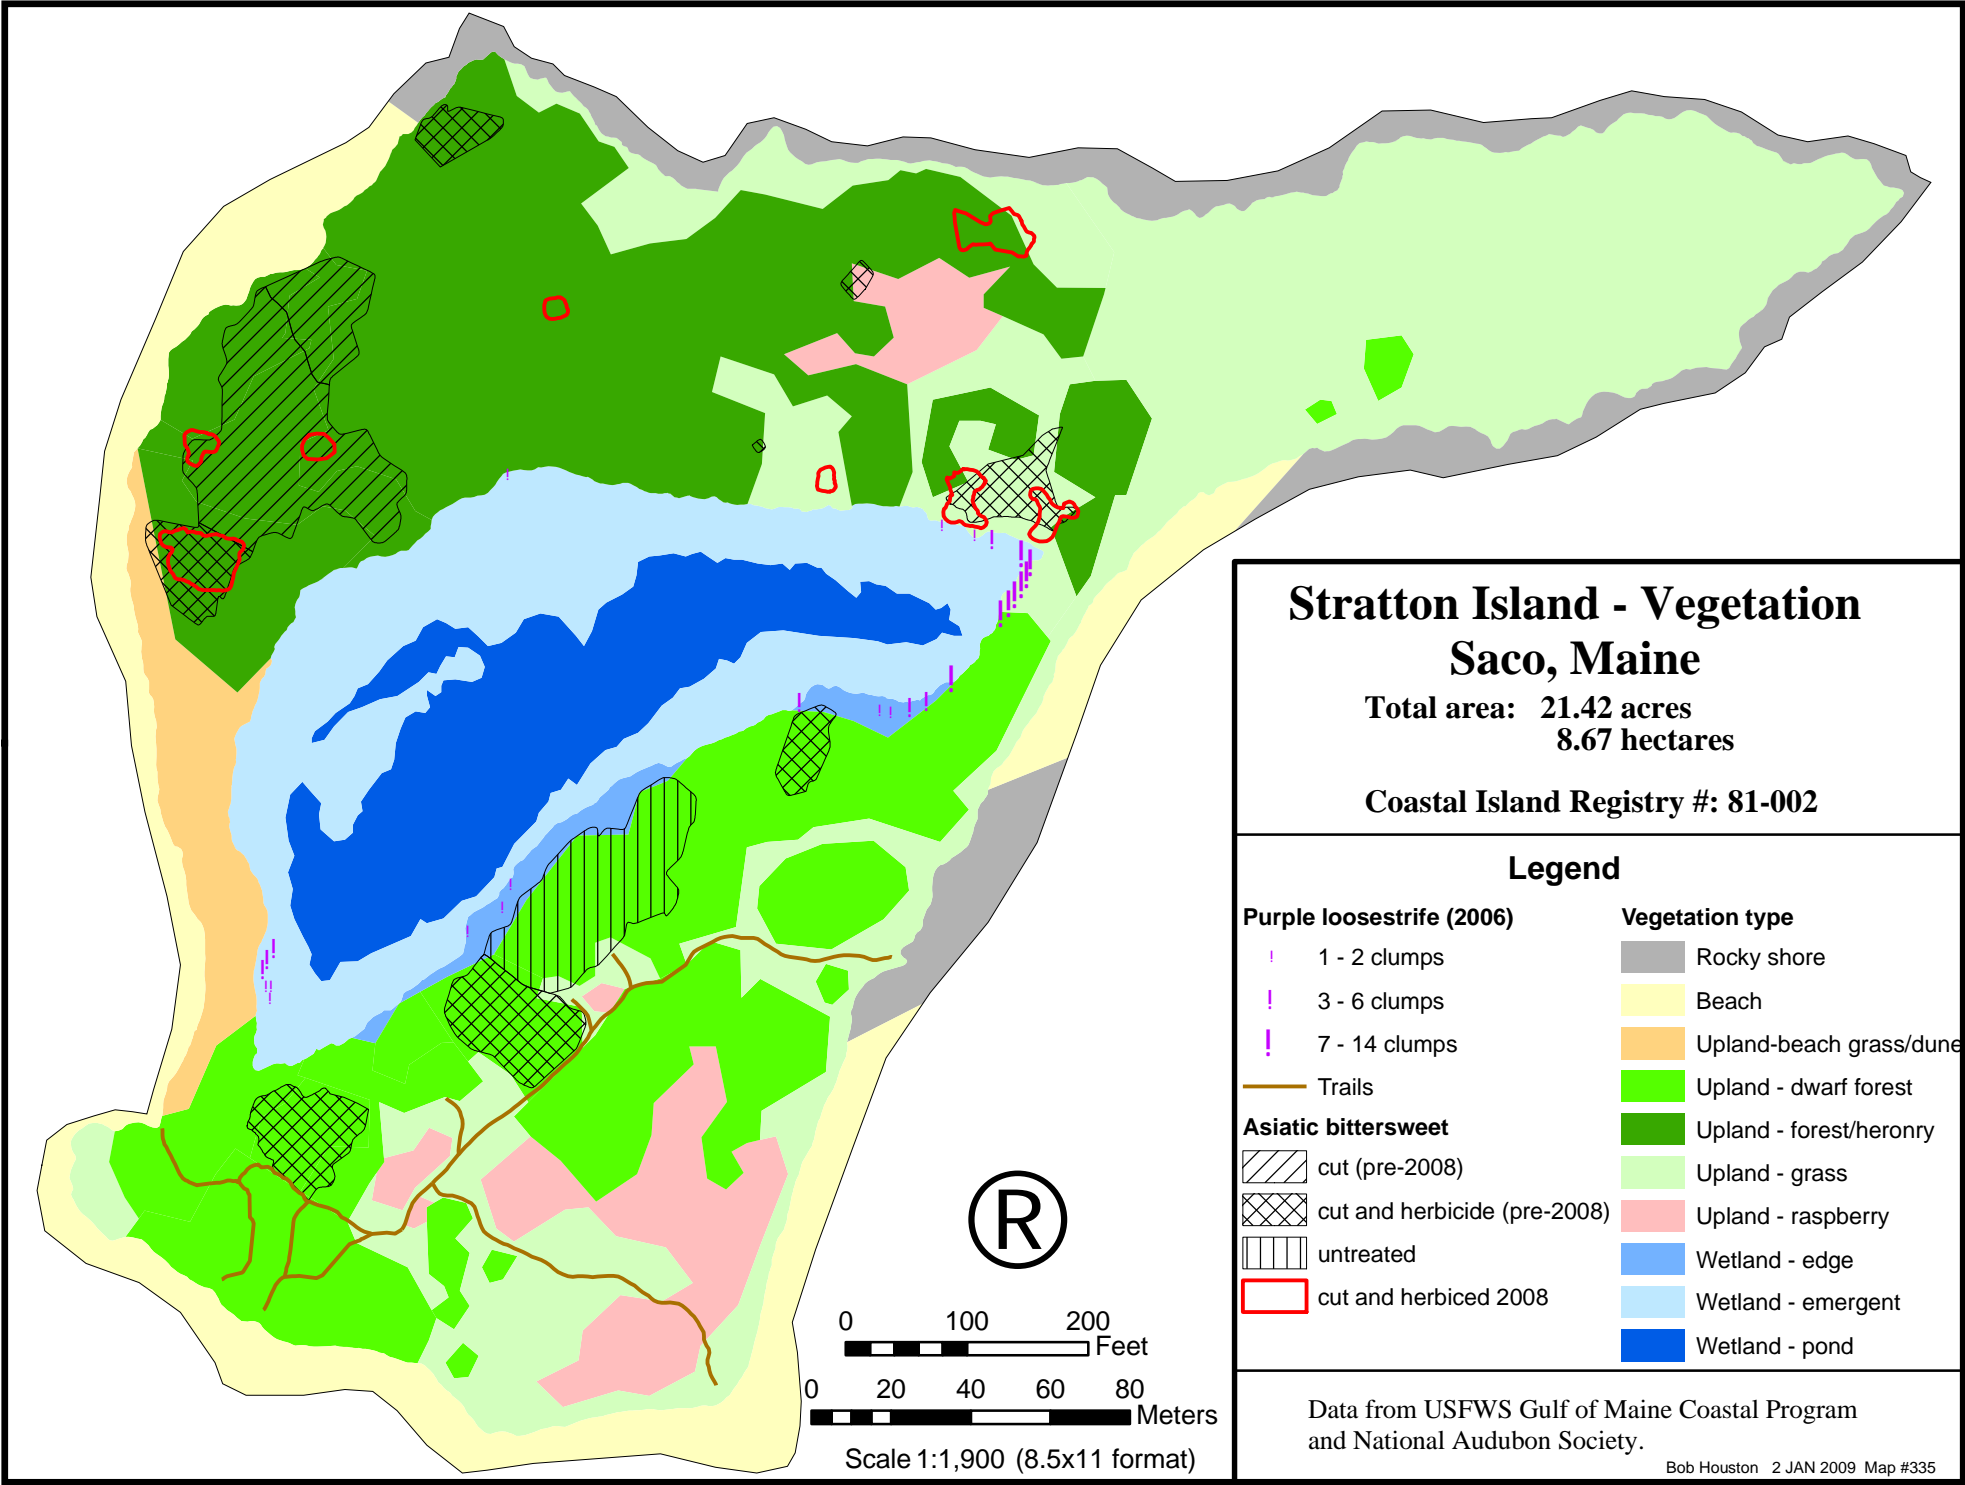 Stratton Island - Vegetation
Saco, Maine
Total area: 21.42 acres
8.67 hectares
Coastal Island Registry #: 81-002
Legend
Purple loosestrife (2006)
1 - 2 clumps
3 - 6 clumps
7 - 14 clumps
Trails
Asiatic bittersweet
cut (pre-2008)
cut and herbicide (pre-2008)
untreated
cut and herbiced 2008
Vegetation type
Rocky shore
Beach
Upland-beach grass/dune
Upland - dwarf forest
Upland - forest/heronry
Upland - grass
Upland - raspberry
Wetland - edge
Wetland - emergent
Wetland - pond
®
0 100 200
Feet
0 20 40 60 80
Meters
Scale 1:1,900 (8.5x11 format)
Data from USFWS Gulf of Maine Coastal Program
and National Audubon Society.
Bob Houston 2 JAN 2009 Map #335